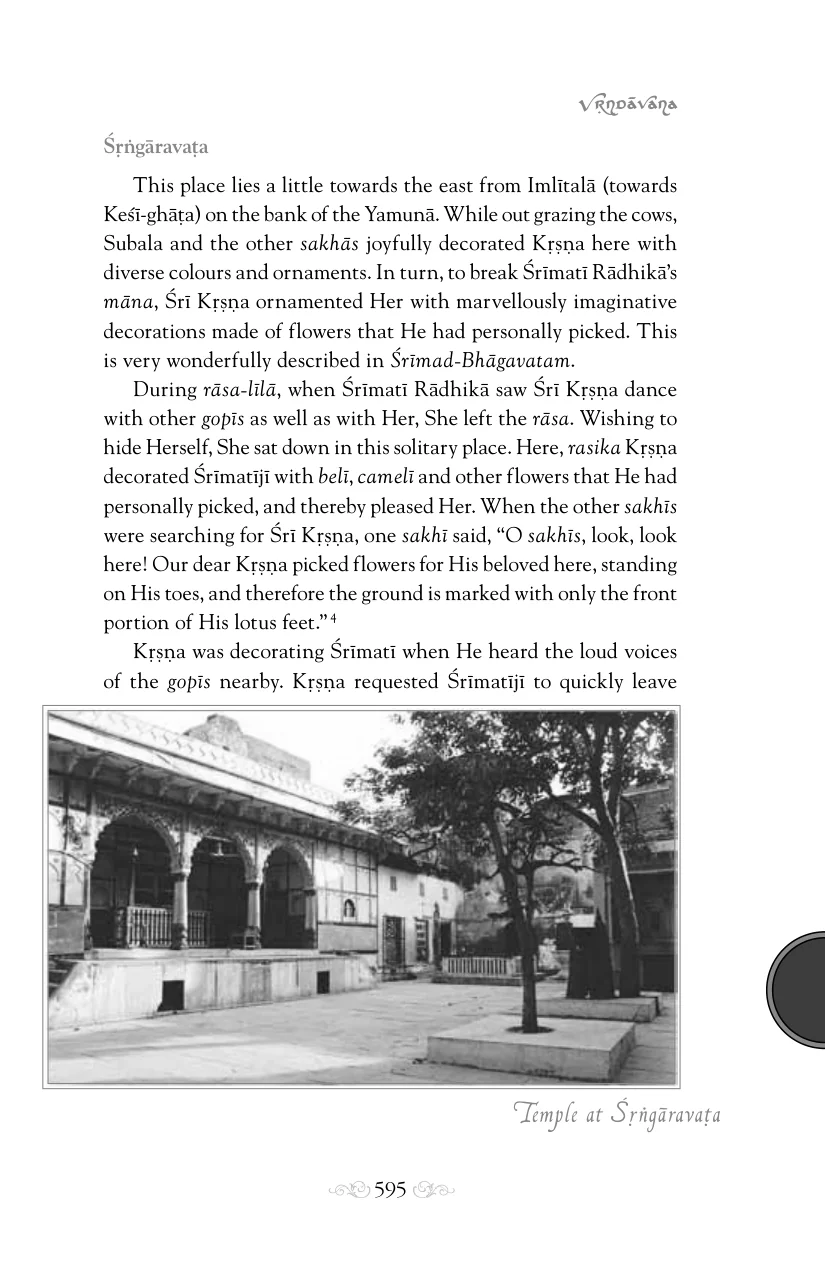 Vṛndāvana
Śṛṅgāravaṭa
This place lies a little towards the east from Imlītalā (towards
Keśī-ghāṭa) on the bank of the Yamunā. While out grazing the cows,
Subala and the other sakhās joyfully decorated Kṛṣṇa here with
diverse colours and ornaments. In turn, to break Śrīmatī Rādhikā’s
māna, Śrī Kṛṣṇa ornamented Her with marvellously imaginative
decorations made of flowers that He had personally picked. This
is very wonderfully described in Śrīmad-Bhāgavatam.
During rāsa-līlā, when Śrīmatī Rādhikā saw Śrī Kṛṣṇa dance
with other gopīs as well as with Her, She left the rāsa. Wishing to
hide Herself, She sat down in this solitary place. Here, rasika Kṛṣṇa
decorated Śrīmatījī with belī, camelī and other flowers that He had
personally picked, and thereby pleased Her. When the other sakhīs
were searching for Śrī Kṛṣṇa, one sakhī said, “O sakhīs, look, look
here! Our dear Kṛṣṇa picked flowers for His beloved here, standing
on His toes, and therefore the ground is marked with only the front
portion of His lotus feet.” 4
Kṛṣṇa was decorating Śrīmatī when He heard the loud voices
of the gopīs nearby. Kṛṣṇa requested Śrīmatījī to quickly leave
Temple at Śṛṅgāravaṭa
595